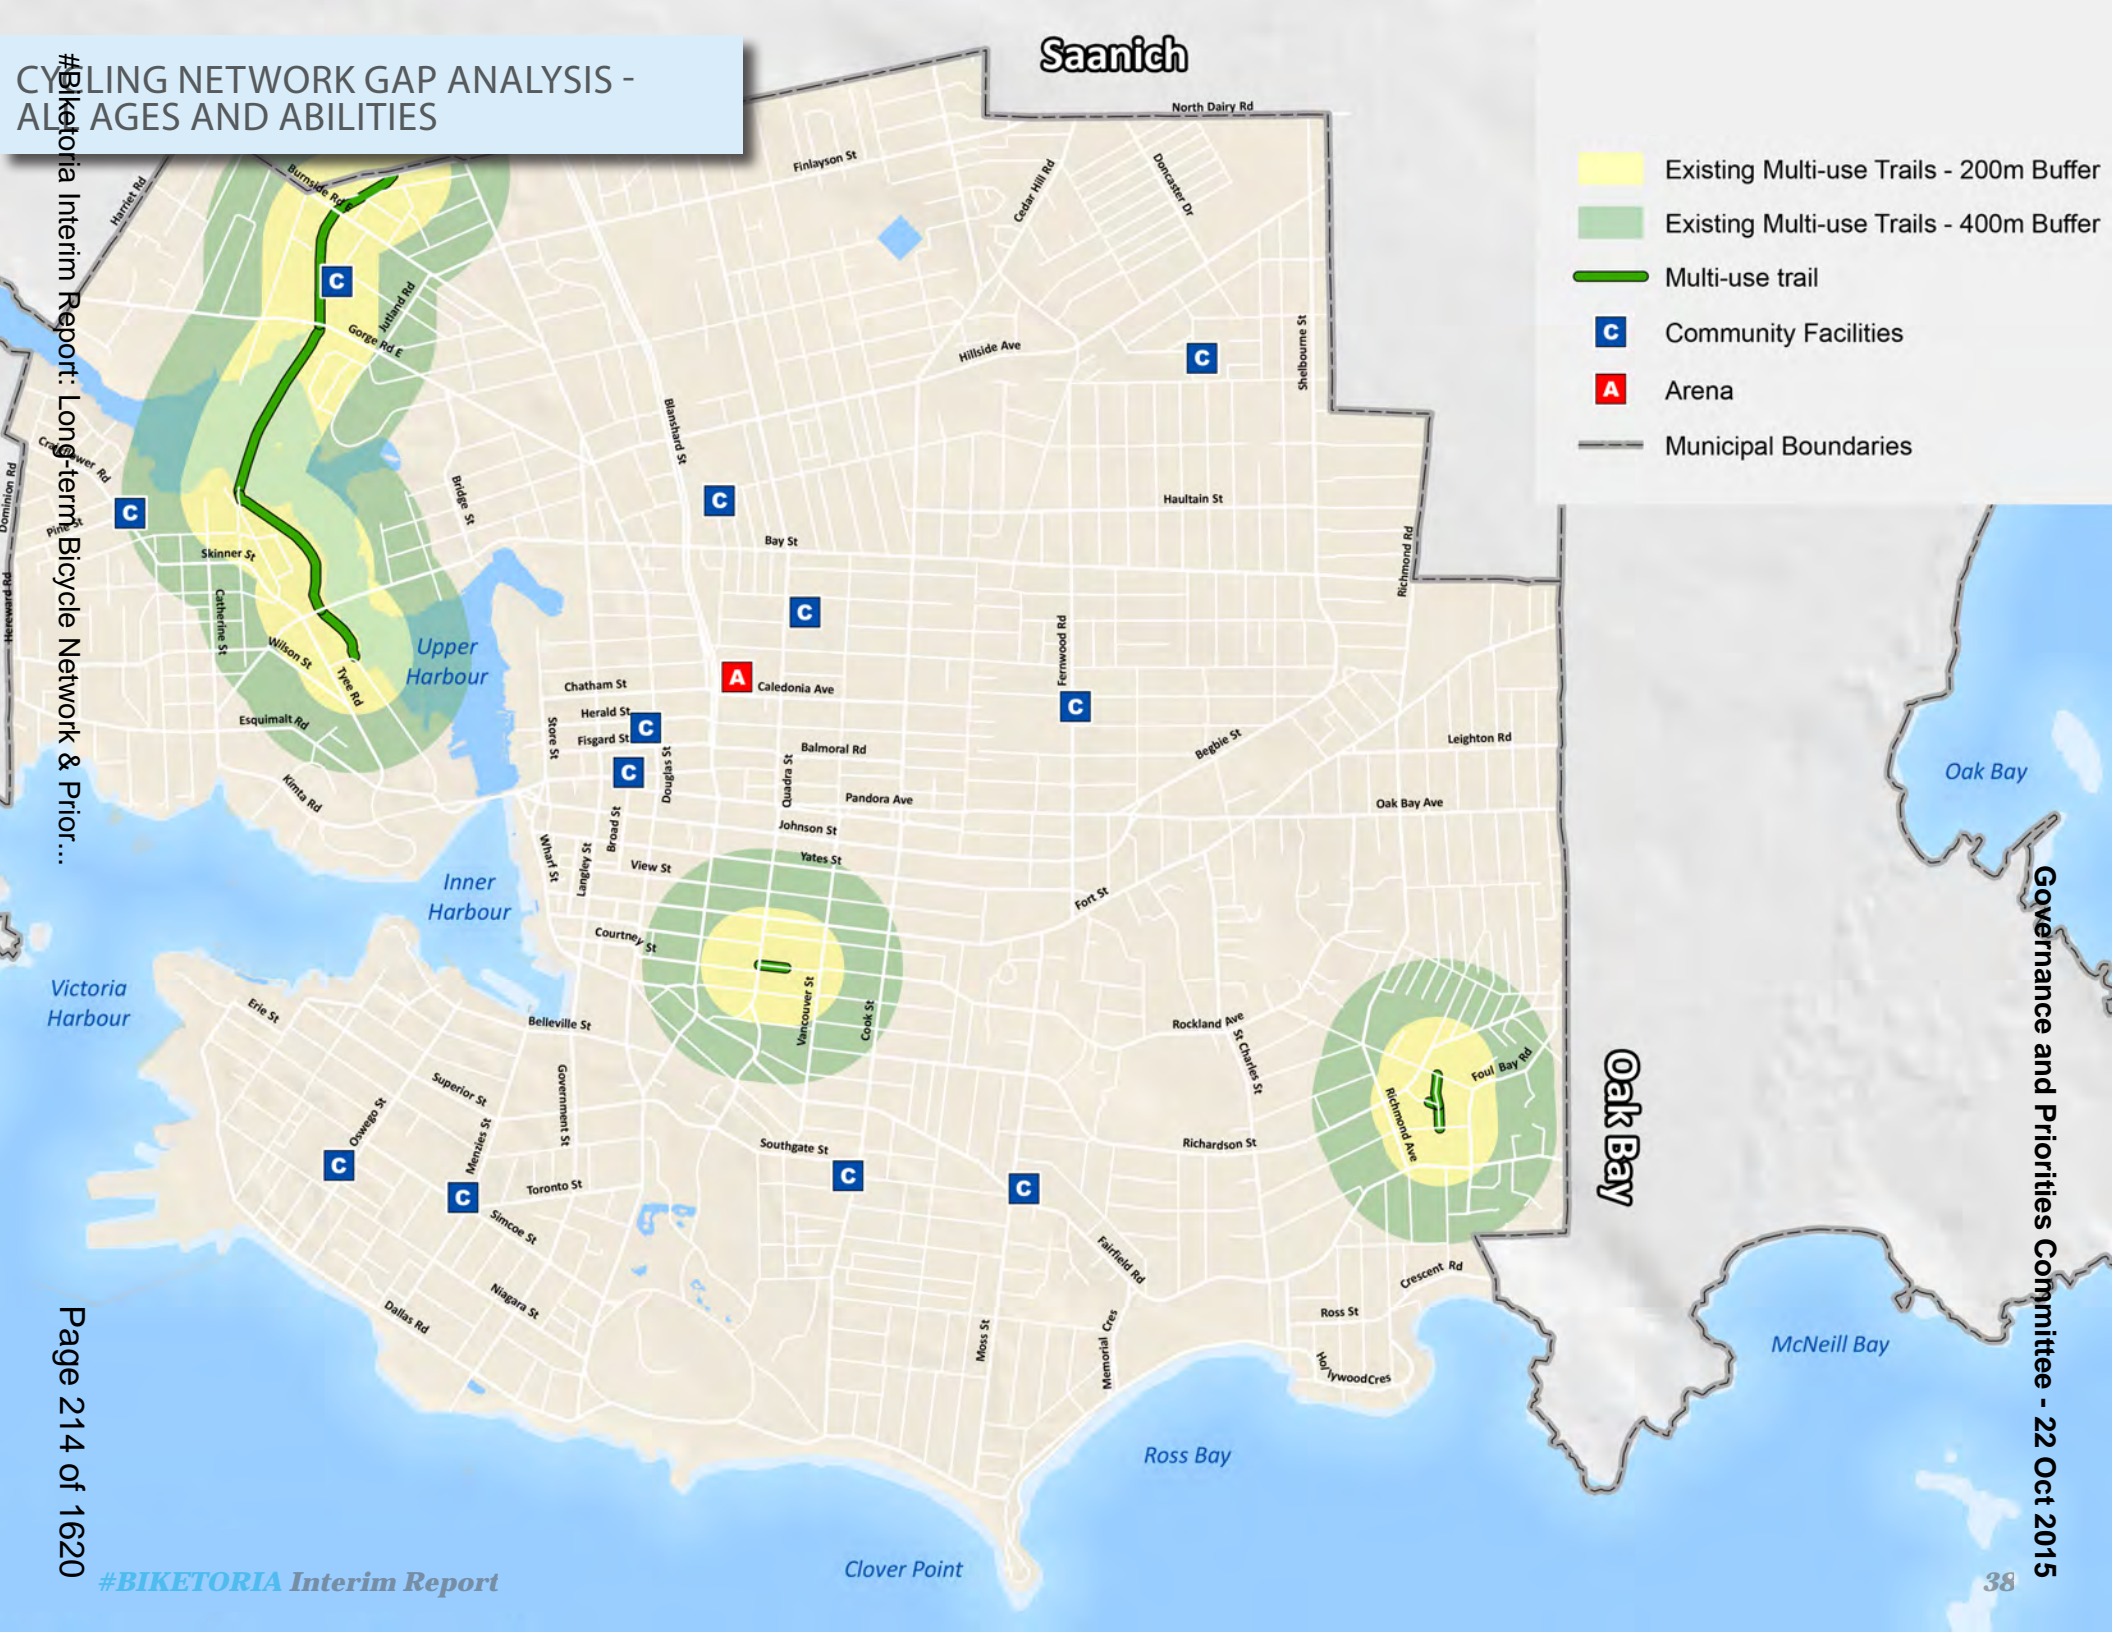 CYCLING NETWORK GAP ANALYSIS -
ALL AGES AND ABILITIES
#Biketoria Interim Report: Long-term Bicycle Network & Prior...
Page 214 of 1620
Governance and Priorities Committee - 22 Oct 2015
Existing Multi-use Trails - 200m Buffer
Existing Multi-use Trails - 400m Buffer
Multi-use trail
C
Community Facilities
A
Arena
Municipal Boundaries
Saanich
North Dairy Rd
Finlayson St
Cedar Hill Rd
Doncaster Dr
Burnside Rd E
Harriet Rd
C
Jutland Rd
Gorge Rd E
Hillside Ave
C
Shelbourne St
Blanshard St
Craigflower Rd
Dominion Rd
C
Pine St
Bridge St
C
Haultain St
Bay St
Richmond Rd
Skinner St
Hereward Rd
Catherine St
C
Wilson St
Tyee Rd
Upper
Harbour
Fernwood Rd
A
Chatham St
Caledonia Ave
Herald St
C
C
Esquimalt Rd
Store St
Fisgard St
Douglas St
Balmoral Rd
Begbie St
Leighton Rd
C
Quadra St
Kimta Rd
Pandora Ave
Oak Bay Ave
Oak Bay
Broad St
Johnson St
Wharf St
Langley St
View St
Yates St
Inner
Harbour
Fort St
Courtney St
Victoria
Harbour
Erie St
Belleville St
Vancouver St
Cook St
Rockland Ave
St Charles St
Foul Bay Rd
Oak Bay
Superior St
Government St
Oswego St
Menzies St
Richmond Ave
Southgate St
Richardson St
C
C
C
C
Toronto St
Simcoe St
Fairfield Rd
Crescent Rd
Niagara St
Dallas Rd
Moss St
Memorial Cres
Ross St
Hollywood Cres
McNeill Bay
Ross Bay
Clover Point
#BIKETORIA Interim Report
38